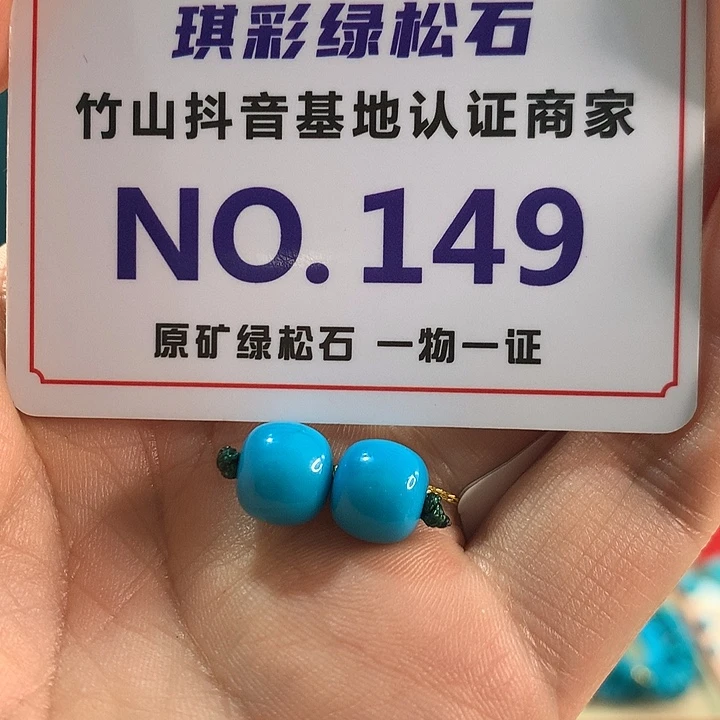 琪彩绿松石
竹山抖音基地认证商家
NO.149
原矿绿松石 一物一证